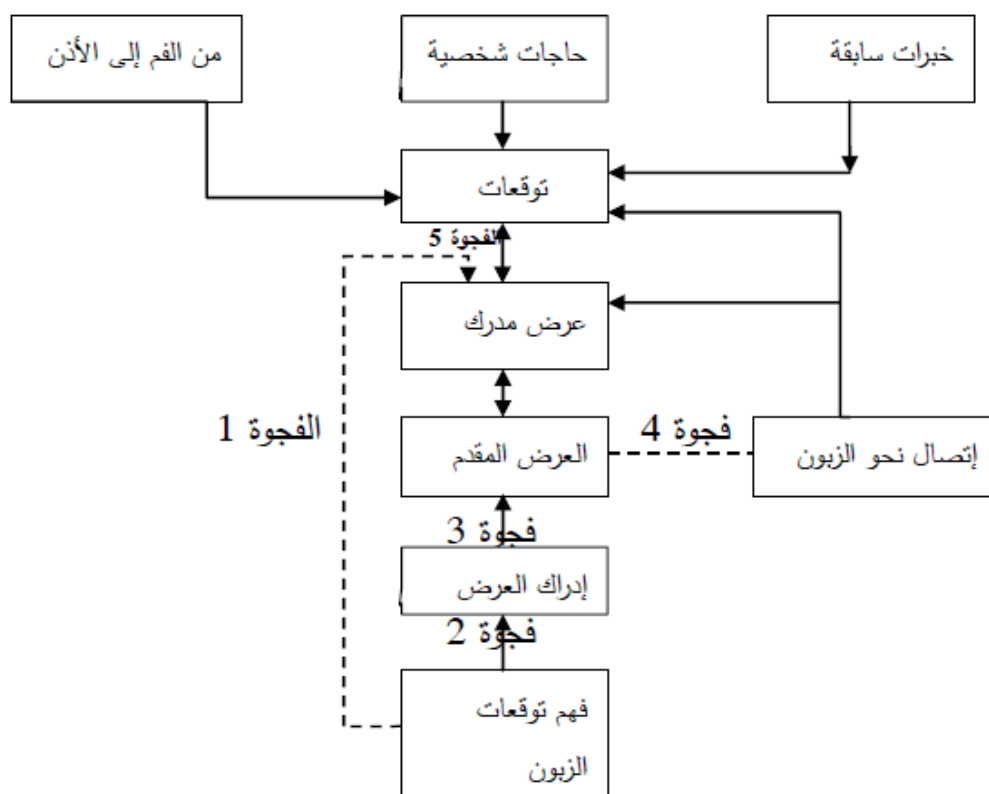 خبرات سابقة
حاجات شخصية
من الفم إلى الأذن
توقعات
الفجوة 5
عرض مدرك
الفجوة 1
العرض المقدم
فجوة 4
إتصال نحو الزبون
فجوة 3
إدراك العرض
فجوة 2
فهم توقعات
الزبون